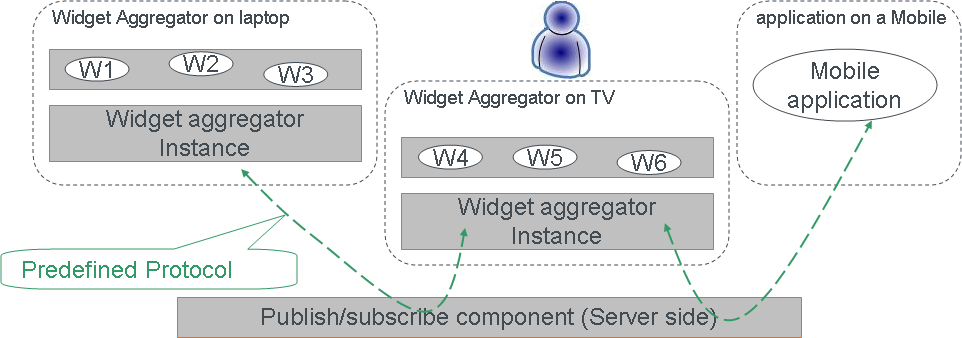 Widget Aggregator on laptop
W1
W2
W3
Widget aggregator
Instance
Widget Aggregator on TV
W4
W5
W6
Widget aggregator
Instance
application on a Mobile
Mobile
application
Predefined Protocol
Publish/subscribe component (Server side)